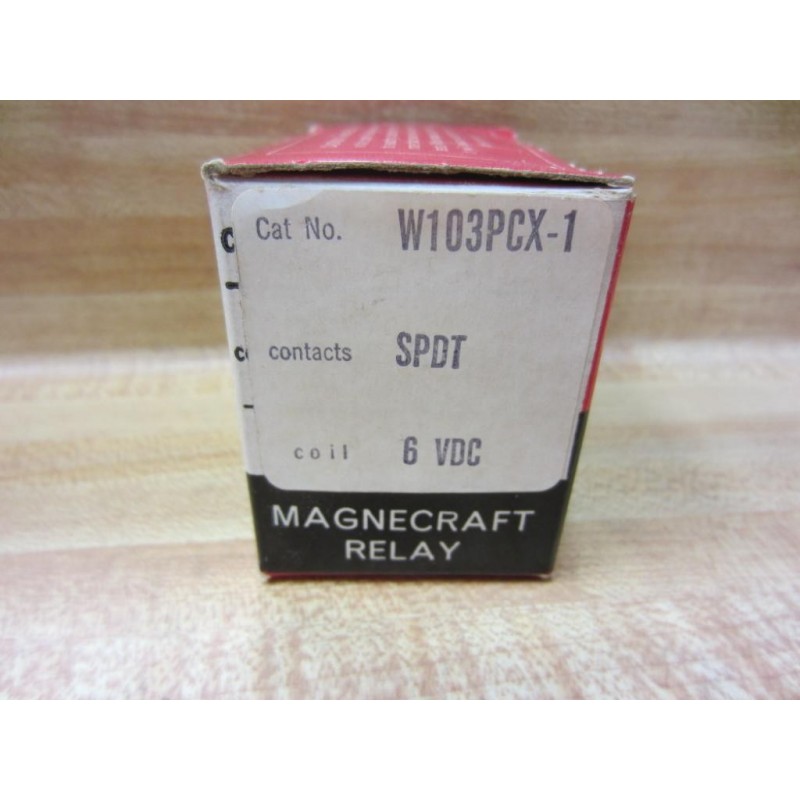 Cat No. W103PCX-1
contacts SPDT
coil 6 VDC
MAGNECRAFT
RELAY